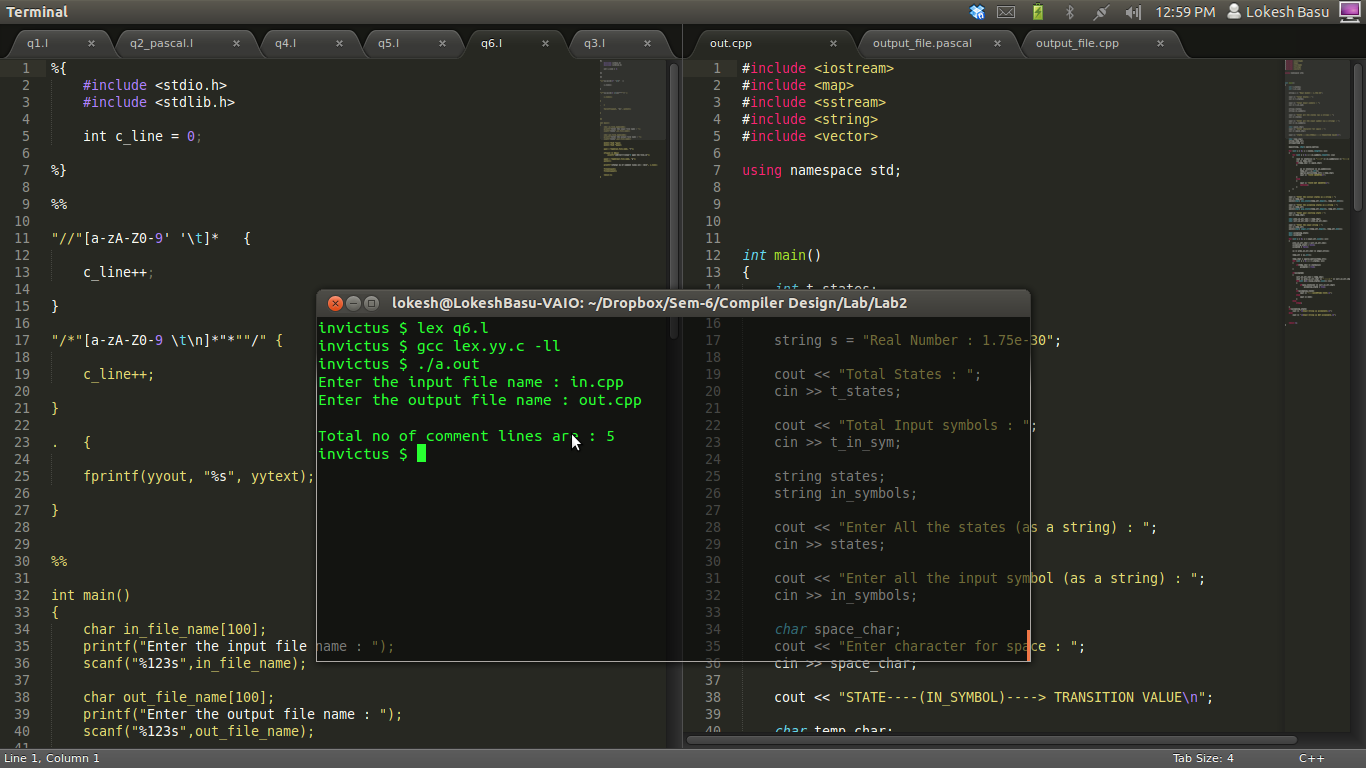 Terminal
12:59 PM Lokesh Basu
q1.l × q2_pascal.l × q4.l × q5.l × q6.l × q3.l ×
out.cpp × output_file.pascal × output_file.cpp ×
1 %{
2 #include <stdio.h>
3 #include <stdlib.h>
4
5 int c_line = 0;
6
7 %}
8
9 %%
10
11 "//"[a-zA-Z0-9' '\t]* {
12
13 c_line++;
14
15 }
16
17 "/*"[a-zA-Z0-9 \t\n]*"*""/" {
18
19 c_line++;
20
21 }
22
23 . {
24
25 fprintf(yyout, "%s", yytext);
26
27 }
28
29
30 %%
31
32 int main()
33 {
34 char in_file_name[100];
35 printf("Enter the input file name : ");
36 scanf("%123s",in_file_name);
37
38 char out_file_name[100];
39 printf("Enter the output file name : ");
40 scanf("%123s",out_file_name);
41
lokesh@LokeshBasu-VAIO: ~/Dropbox/Sem-6/Compiler Design/Lab/Lab2
invictus $ lex q6.l
invictus $ gcc lex.yy.c -ll
invictus $ ./a.out
Enter the input file name : in.cpp
Enter the output file name : out.cpp
Total no of comment lines are : 5
invictus $
1 #include <iostream>
2 #include <map>
3 #include <sstream>
4 #include <string>
5 #include <vector>
6
7 using namespace std;
8
9
10
11
12 int main()
13 {
14 int t_states;
16
17 string s = "Real Number : 1.75e-30";
18
19 cout << "Total States : ";
20 cin >> t_states;
21
22 cout << "Total Input symbols : ";
23 cin >> t_in_sym;
24
25 string states;
26 string in_symbols;
27
28 cout << "Enter All the states (as a string) : ";
29 cin >> states;
30
31 cout << "Enter all the input symbol (as a string) : ";
32 cin >> in_symbols;
33
34 char space_char;
35 cout << "Enter character for space : ";
36 cin >> space_char;
37
38 cout << "STATE----(IN_SYMBOL)----> TRANSITION VALUE\n";
39
40 char temp_char;
Line 1, Column 1
Tab Size: 4 C++